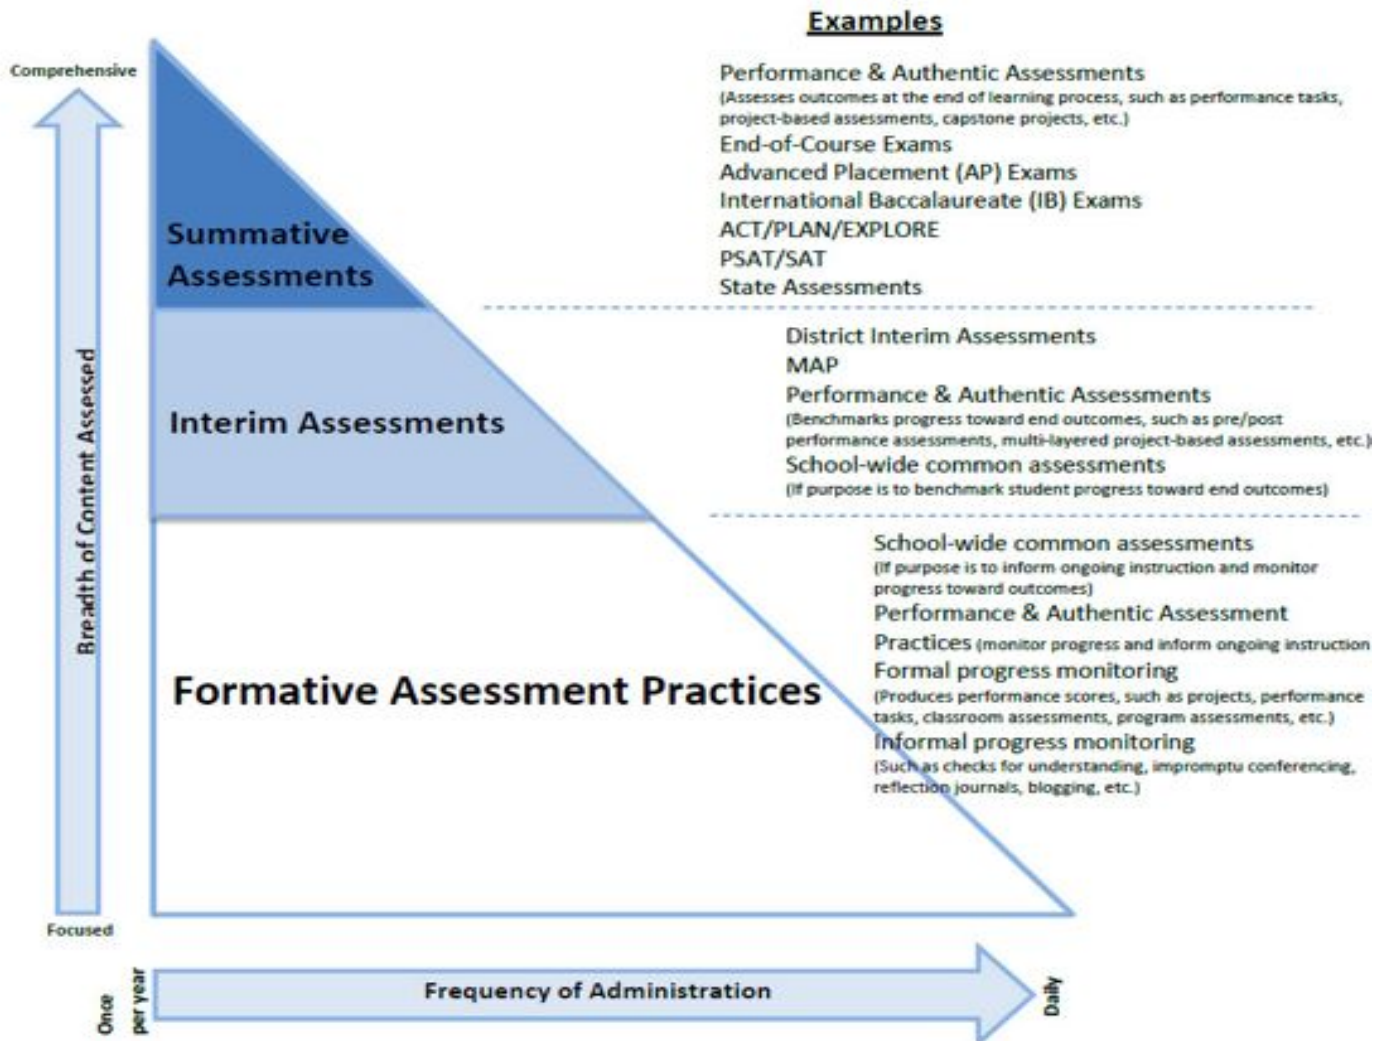 Examples
Comprehensive
Performance & Authentic Assessments
(Assesses outcomes at the end of learning process, such as performance tasks,
project-based assessments, capstone projects, etc.)
End-of-Course Exams
Advanced Placement (AP) Exams
International Baccalaureate (IB) Exams
ACT/PLAN/EXPLORE
PSAT/SAT
State Assessments
Summative
Assessments
District Interim Assessments
MAP
Performance & Authentic Assessments
(Benchmarks progress toward end outcomes, such as pre/post
performance assessments, multi-layered project-based assessments, etc.)
School-wide common assessments
(If purpose is to benchmark student progress toward end outcomes)
Interim Assessments
Breadth of Content Assessed
School-wide common assessments
(If purpose is to inform ongoing instruction and monitor
progress toward outcomes)
Performance & Authentic Assessment
Practices (monitor progress and inform ongoing instruction
Formal progress monitoring
(Produces performance scores, such as projects, performance
tasks, classroom assessments, program assessments, etc.)
Informal progress monitoring
(Such as checks for understanding, impromptu conferencing,
reflection journals, blogging, etc.)
Formative Assessment Practices
Focused
Once
per year
Frequency of Administration
Daily